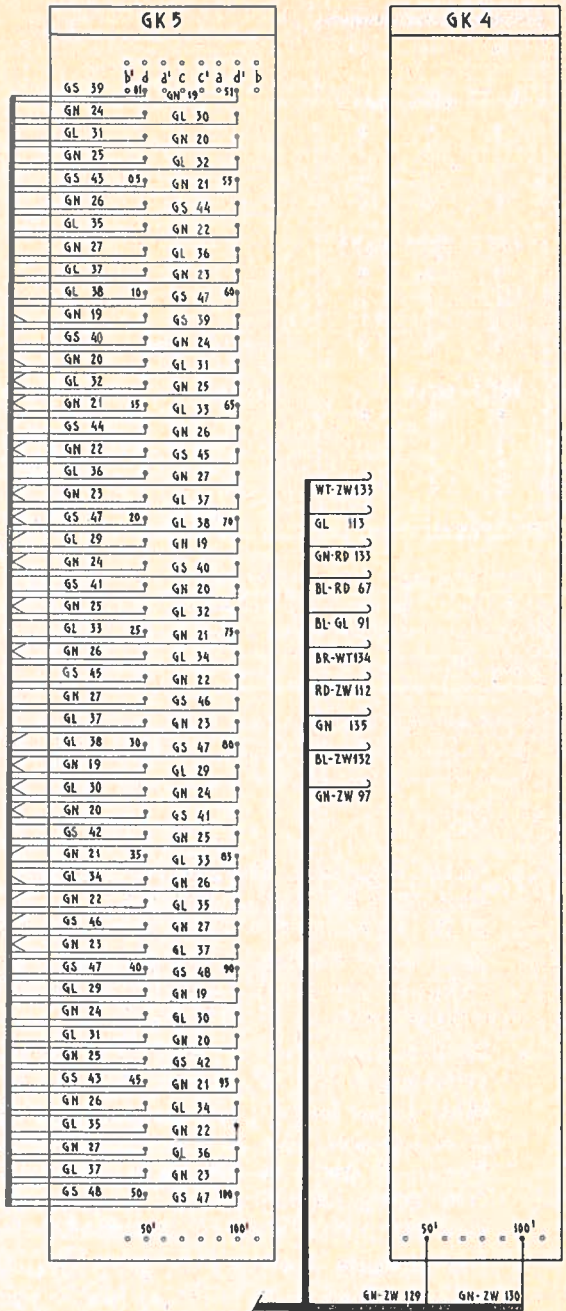 GK 5
GK 4
b¹ d d¹ c c¹ a d¹ b
GS 39 01 GN 19 51
GN 24 GL 30
GL 31 GN 20
GN 25 GL 32
GS 43 05 GN 21 55
GN 26 GS 44
GL 35 GN 22
GN 27 GL 36
GL 37 GN 23
GL 38 10 GS 47 60
GN 19 GS 39
GS 40 GN 24
GN 20 GL 31
GL 32 GN 25
GN 21 15 GL 33 65
GS 44 GN 26
GN 22 GS 45
GL 36 GN 27
GN 23 GL 37
GS 47 20 GL 38 70
GL 29 GN 19
GN 24 GS 40
GS 41 GN 20
GN 25 GL 32
GL 33 25 GN 21 75
GN 26 GL 34
GS 45 GN 22
GN 27 GS 46
GL 37 GN 23
GL 38 30 GS 47 80
GN 19 GL 29
GL 30 GN 24
GN 20 GS 41
GS 42 GN 25
GN 21 35 GL 33 85
GL 34 GN 26
GN 22 GL 35
GS 46 GN 27
GN 23 GL 37
GS 47 40 GS 48 90
GL 29 GN 19
GN 24 GL 30
GL 31 GN 20
GN 25 GS 42
GS 43 45 GN 21 95
GN 26 GL 34
GL 35 GN 22
GN 27 GL 36
GL 37 GN 23
GS 48 50 GS 47 100
50¹ 100¹
WT-ZW133
GL 113
GN-RD 133
BL-RD 67
BL-GL 91
BR-WT134
RD-ZW 112
GN 135
BL-ZW132
GN-ZW 97
50¹ 100¹
GN-ZW 129 GN-ZW 130